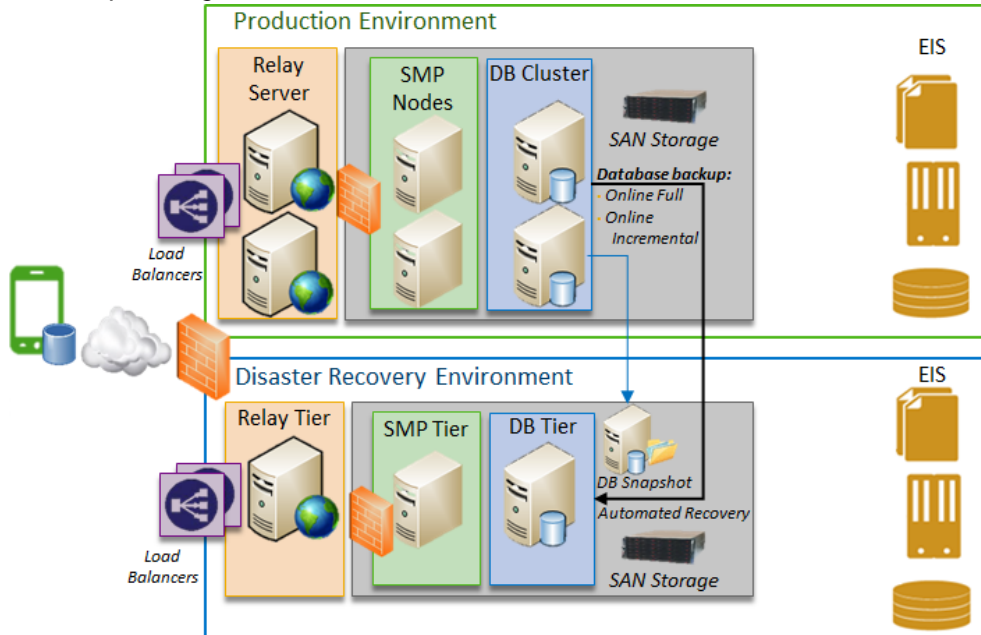 Production Environment
Relay
Server
SMP
Nodes
DB Cluster
SAN Storage
Database backup:
Online Full
Online
Incremental
EIS
Load
Balancers
Disaster Recovery Environment
Relay Tier
SMP Tier
DB Tier
DB Snapshot
Automated Recovery
SAN Storage
EIS
Load
Balancers